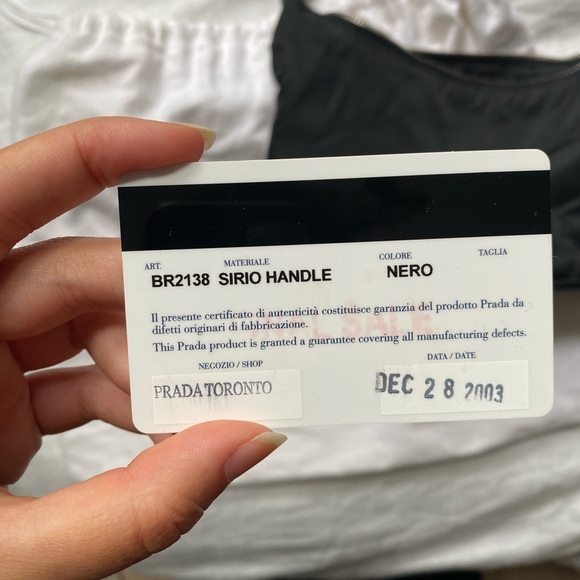 ART. MATERIALE COLORE TAGLIA
BR2138 SIRIO HANDLE NERO
Il presente certificato di autenticità costituisce garanzia del prodotto Prada da
difetti originari di fabbricazione.
FINAL SALE
This Prada product is granted a guarantee covering all manufacturing defects.
NEGOZIO / SHOP DATA / DATE
PRADA TORONTO DEC 28 2003